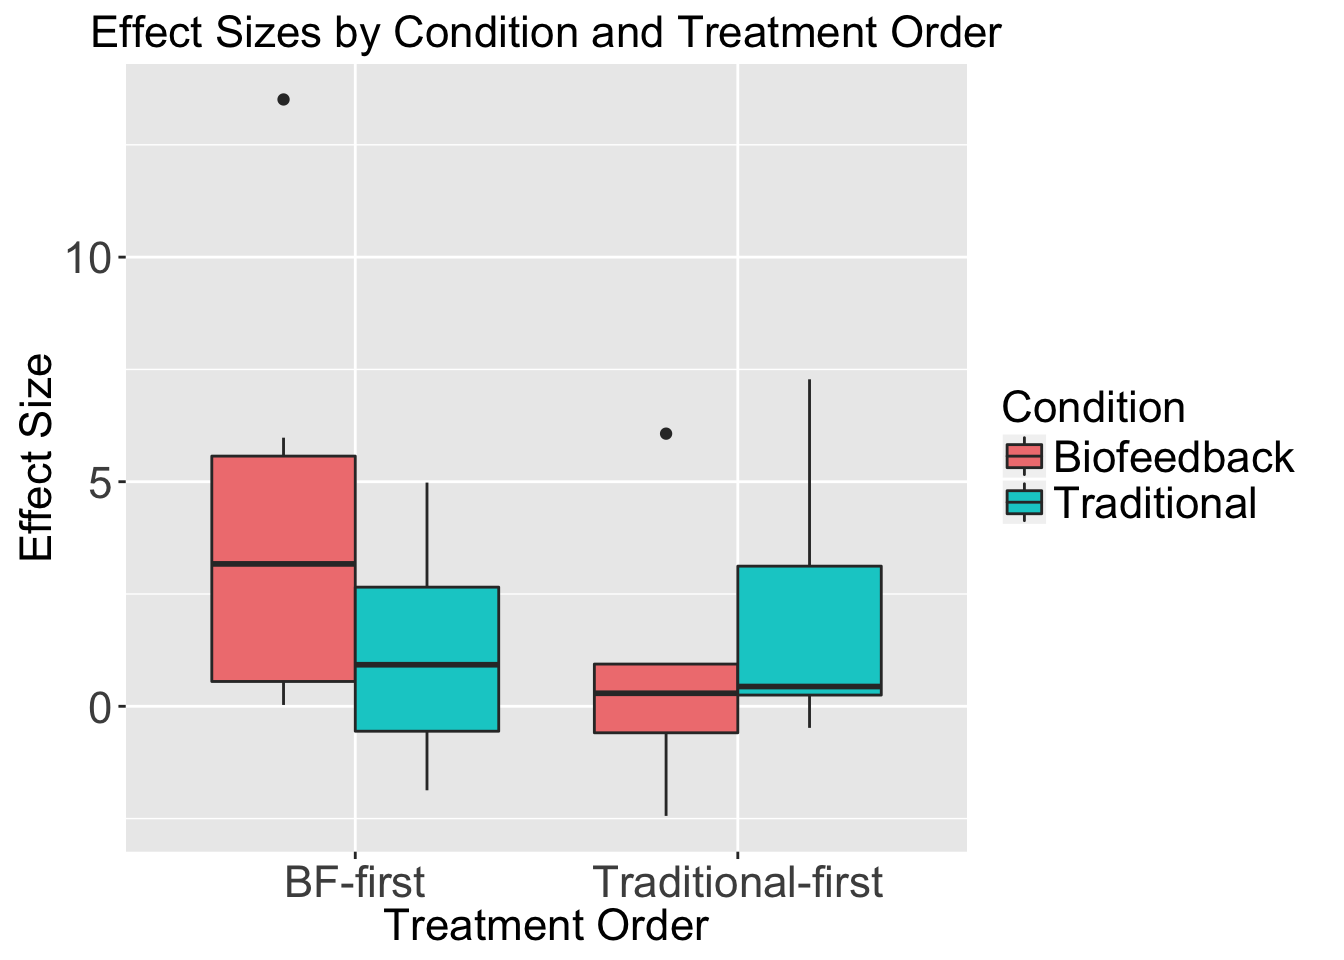 Effect Sizes by Condition and Treatment Order
10
5
0
Effect Size
BF-first
Traditional-first
Treatment Order
Condition
Biofeedback
Traditional